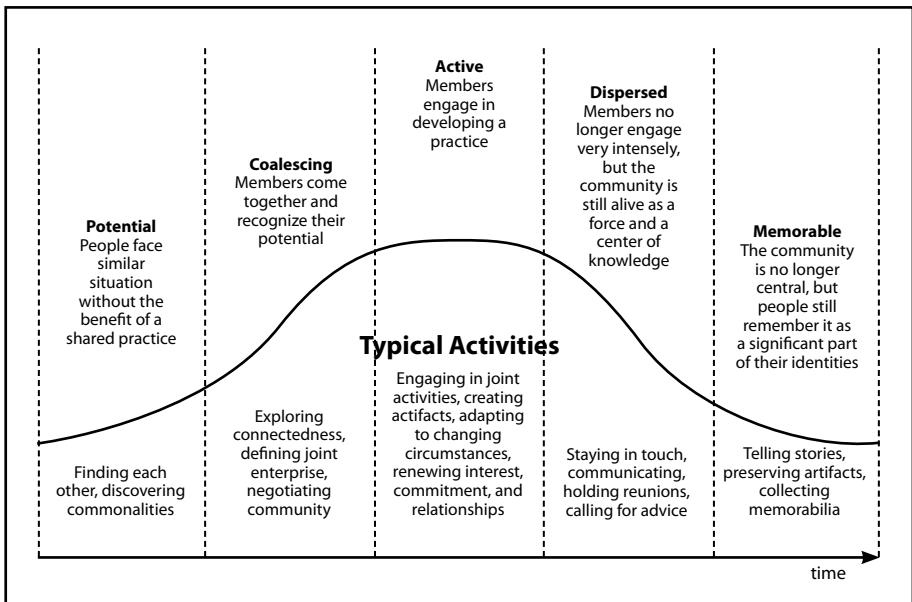 Potential
People face
similar
situation
without the
benefit of a
shared practice
Coalescing
Members come
together and
recognize their
potential
Active
Members
engage in
developing a
practice
Dispersed
Members no
longer engage
very intensely,
but the
community is
still alive as a
force and a
center of
knowledge
Memorable
The community
is no longer
central, but
people still
remember it as
a significant part
of their identities
Typical Activities
Finding each
other, discovering
commonalities
Exploring
connectedness,
defining joint
enterprise,
negotiating
community
Engaging in joint
activities, creating
actifacts, adapting
to changing
circumstances,
renewing interest,
commitment, and
relationships
Staying in touch,
communicating,
holding reunions,
calling for advice
Telling stories,
preserving artifacts,
collecting
memorabilia
time